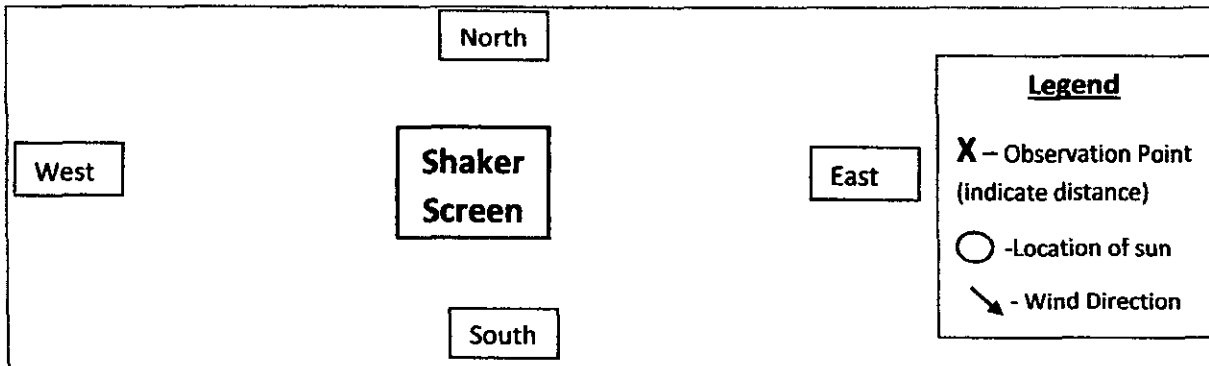 North
Legend
X – Observation Point
(indicate distance)
West
Shaker
Screen
East
-Location of sun
- Wind Direction
South